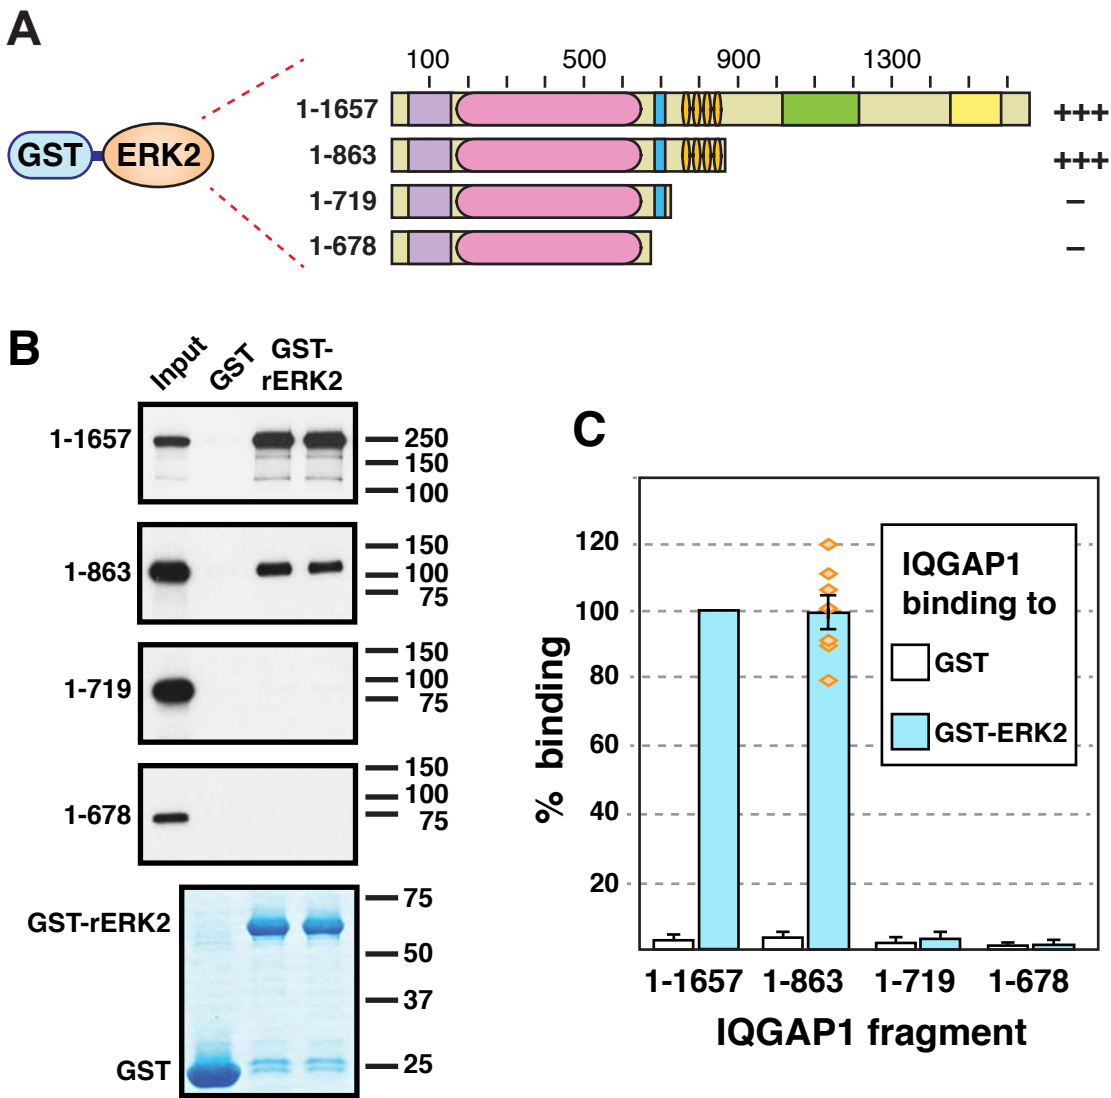 A
100 500 900 1300
GST ERK2
1-1657 +++
1-863 +++
1-719 –
1-678 –
B
Input GST GST-
rERK2
1-1657
250
150
100
1-863
150
100
75
1-719
150
100
75
1-678
150
100
75
GST-rERK2
GST
75
50
37
25
C
% binding
120
100
80
60
40
20
IQGAP1
binding to
GST
GST-ERK2
1-1657 1-863 1-719 1-678
IQGAP1 fragment